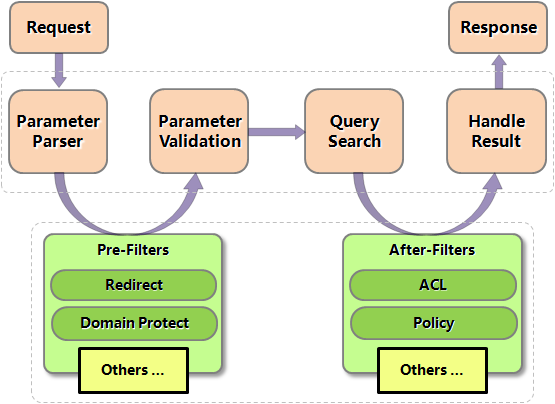 Request
Response
Parameter
Parser
Parameter
Validation
Query
Search
Handle
Result
Pre-Filters
Redirect
Domain Protect
Others ...
After-Filters
ACL
Policy
Others ...